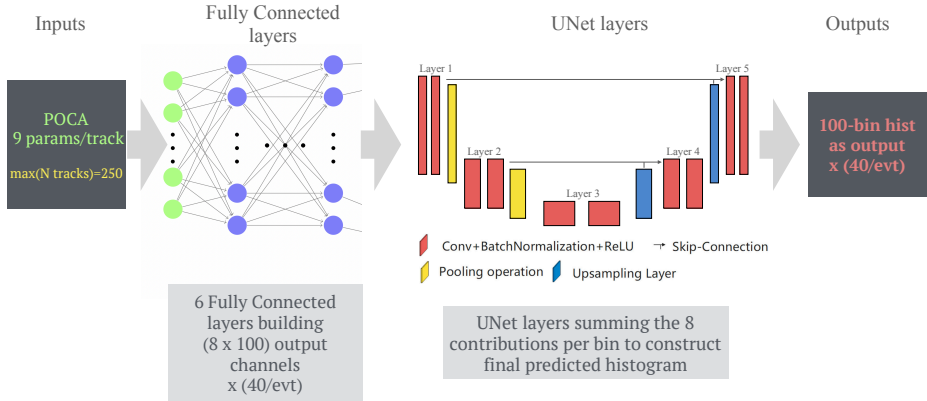 Inputs
Fully Connected
layers
UNet layers
Outputs
POCA
9 params/track
max(N tracks)=250
Layer 1
Layer 2
Layer 3
Layer 4
Layer 5
100-bin hist
as output
x (40/evt)
Conv+BatchNormalization+ReLU
Skip-Connection
Pooling operation
Upsampling Layer
6 Fully Connected
layers building
(8 x 100) output
channels
x (40/evt)
UNet layers summing the 8
contributions per bin to construct
final predicted histogram